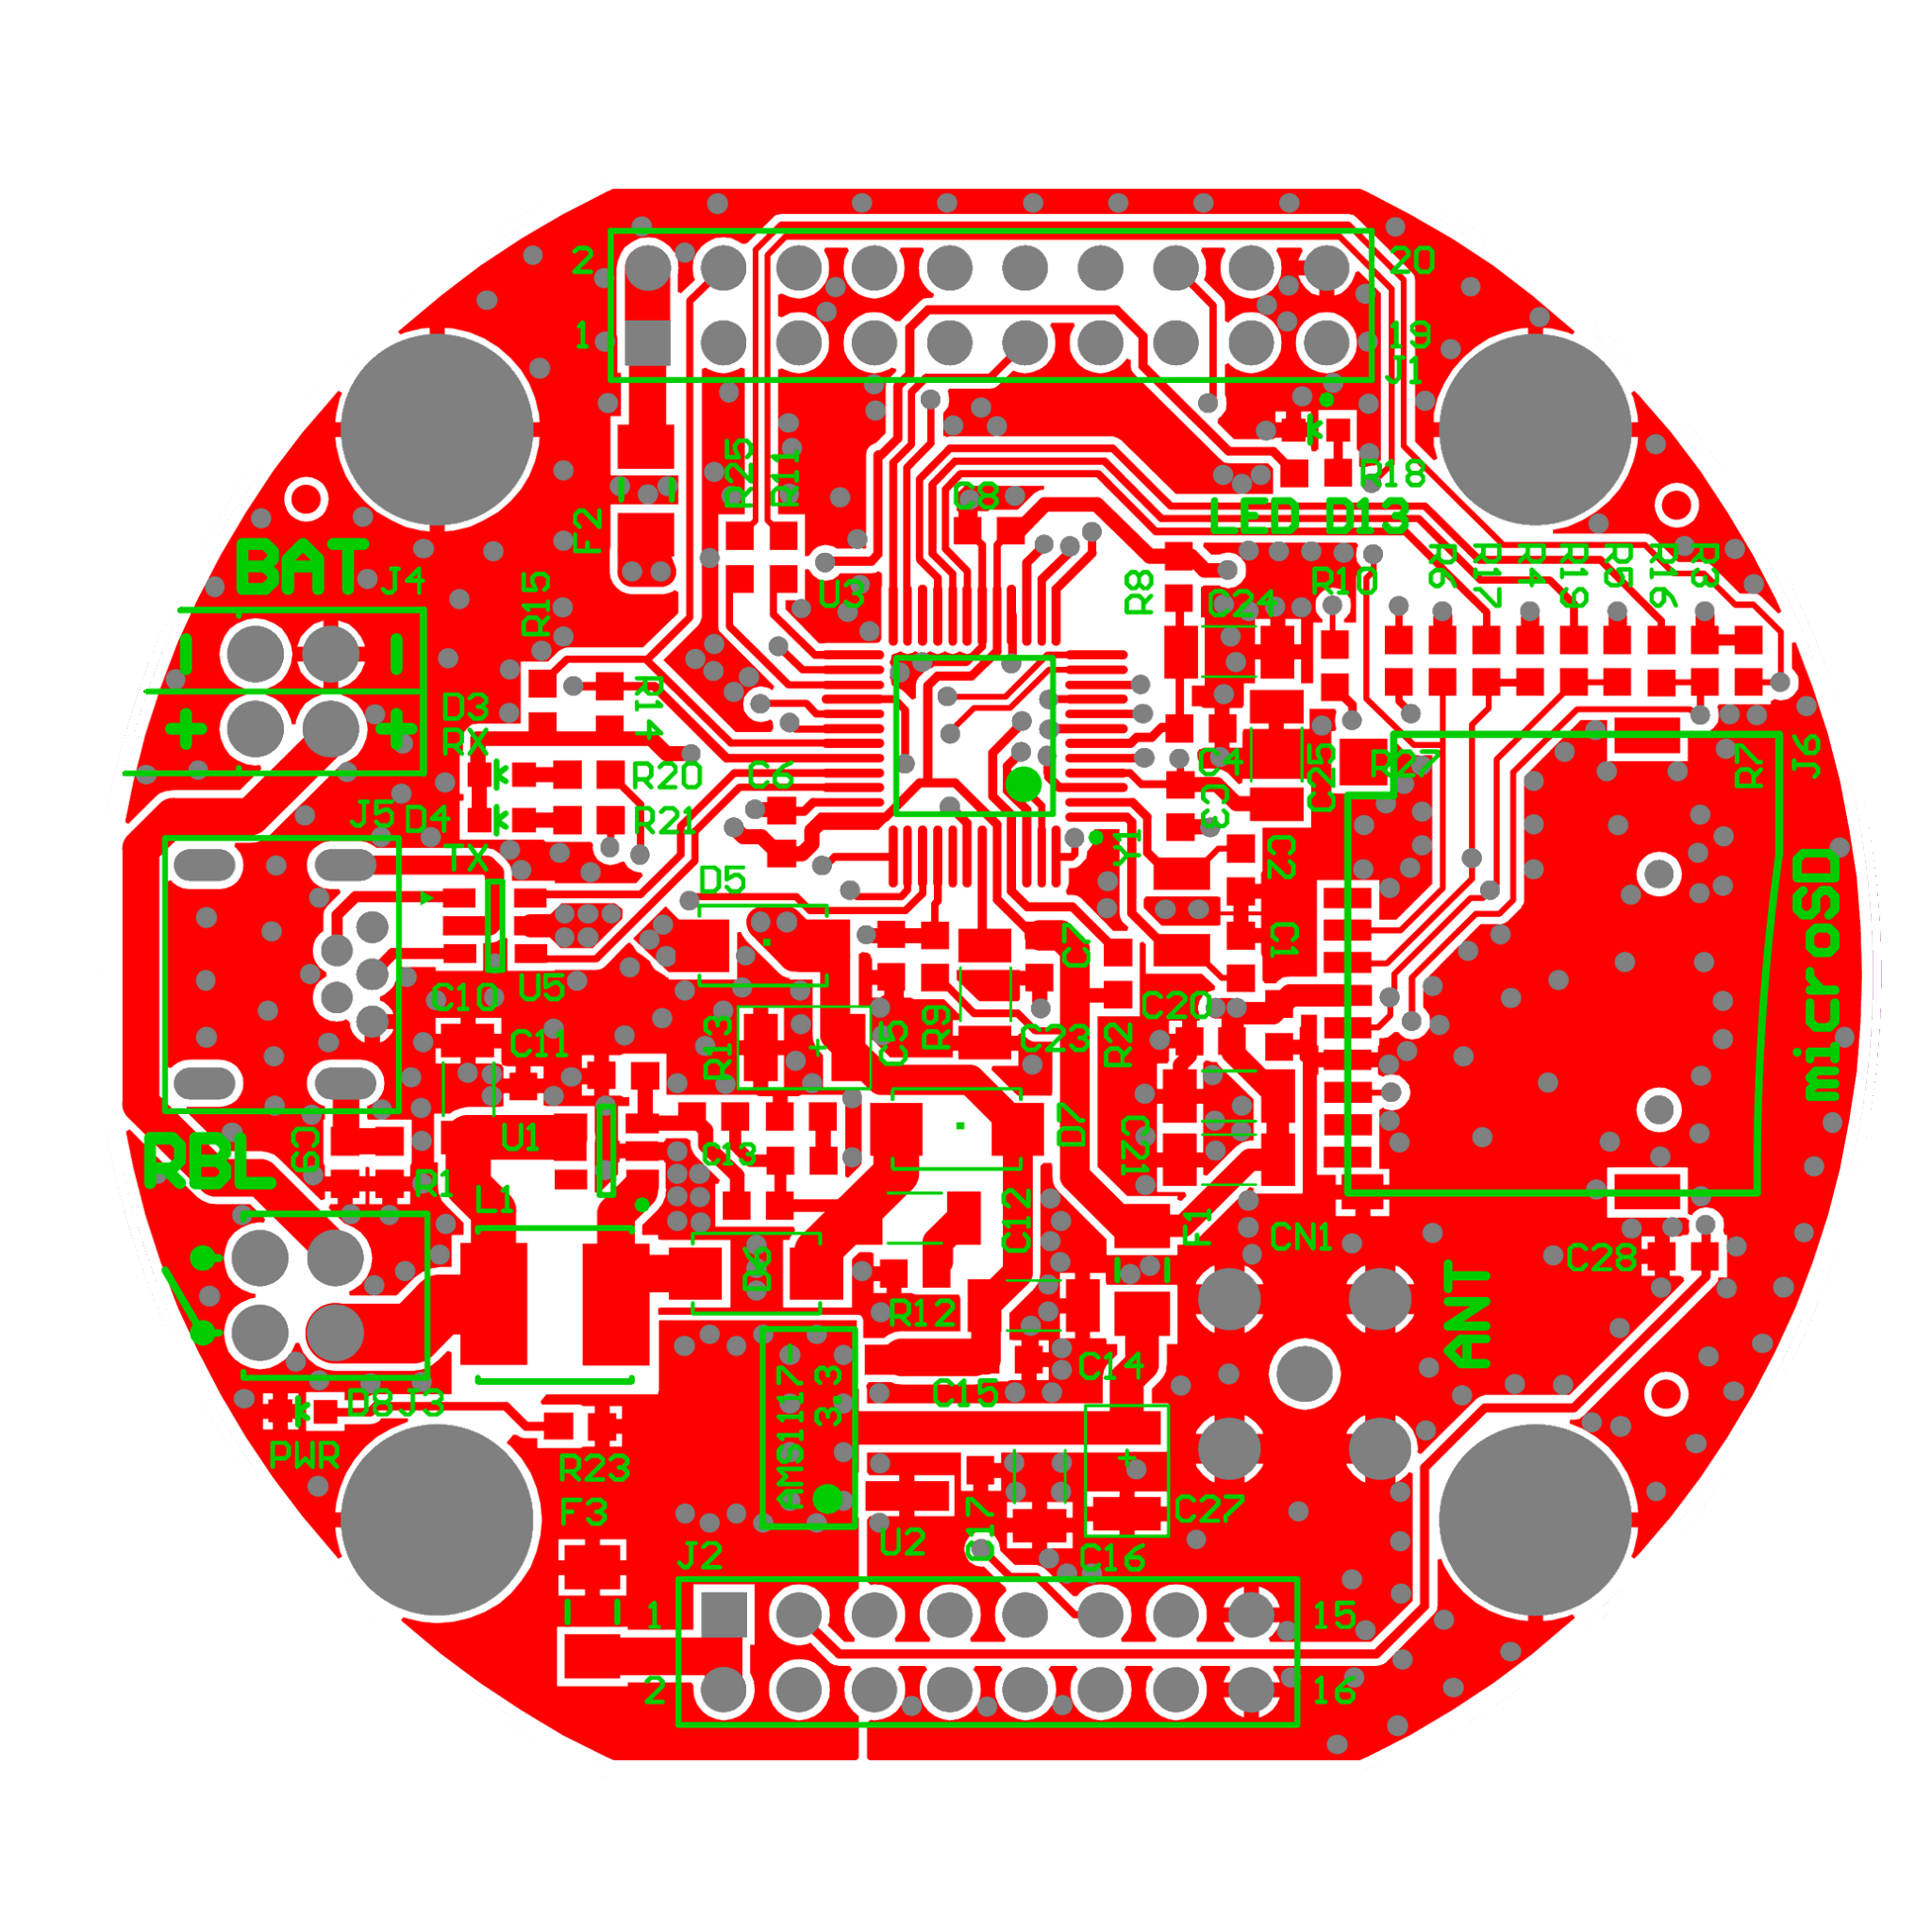 2
20
1
19
J1
R25
R11
C8
R18
F2
LED D13
BAT
J4
R15
U3
R8
D24
R10
R6
R17
R4
R19
R5
R16
R3
D3
R14
RX
R20
C6
C4
C25
R27
R7
J6
J5
D4
R21
C3
Y1
TX
C2
D5
microSD
C7
C1
C10
U5
C20
C11
R13
C5
R9
C23
R2
RBL
C9
U1
C13
D7
C21
R1
L1
C12
F1
CN1
C28
D6
R12
ANT
AMS1117-
3.3
C14
C15
D8
J3
PWR
R23
F3
C27
U2
C17
C16
J2
1
15
2
16